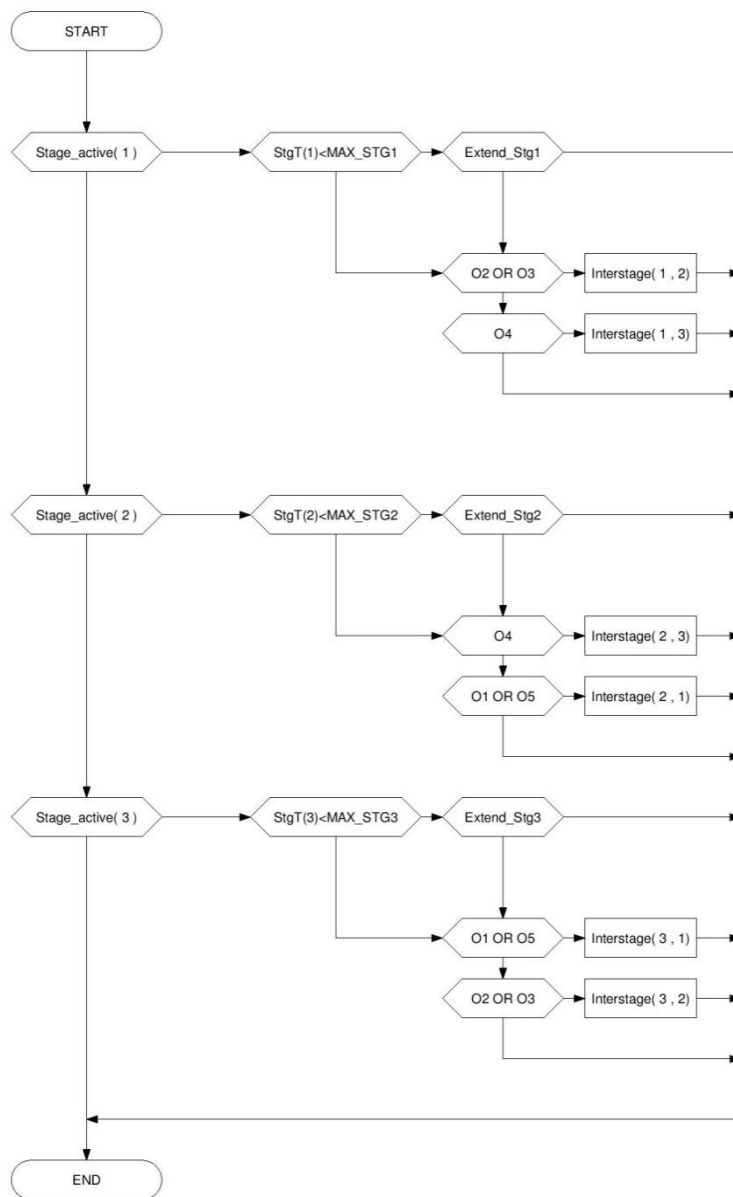 START
Stage_active( 1 )
StgT(1)<MAX_STG1
Extend_Stg1
O2 OR O3
Interstage( 1 , 2)
O4
Interstage( 1 , 3)
Stage_active( 2 )
StgT(2)<MAX_STG2
Extend_Stg2
O4
Interstage( 2 , 3)
O1 OR O5
Interstage( 2 , 1)
Stage_active( 3 )
StgT(3)<MAX_STG3
Extend_Stg3
O1 OR O5
Interstage( 3 , 1)
O2 OR O3
Interstage( 3 , 2)
END